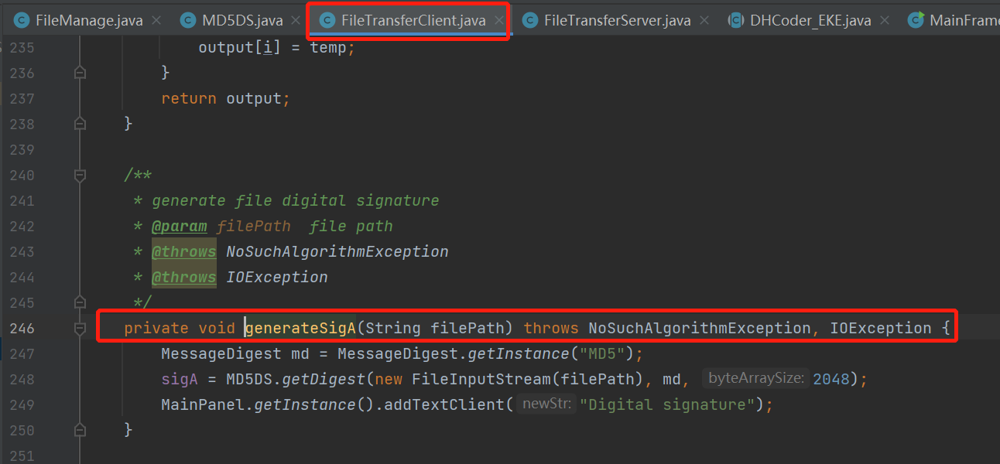 FileManage.java MD5DS.java FileTransferClient.java FileTransferServer.java DHCoder_EKE.java MainFrame
235 output[i] = temp;
236 }
237 return output;
238 }
239
240 /**
241 * generate file digital signature
242 * @param filePath  file path
243 * @throws NoSuchAlgorithmException
244 * @throws IOException
245 */
246 private void generateSigA(String filePath) throws NoSuchAlgorithmException, IOException {
247 MessageDigest md = MessageDigest.getInstance("MD5");
248 sigA = MD5DS.getDigest(new FileInputStream(filePath), md, byteArraySize: 2048);
249 MainPanel.getInstance().addTextClient( newStr: "Digital signature");
250 }
251